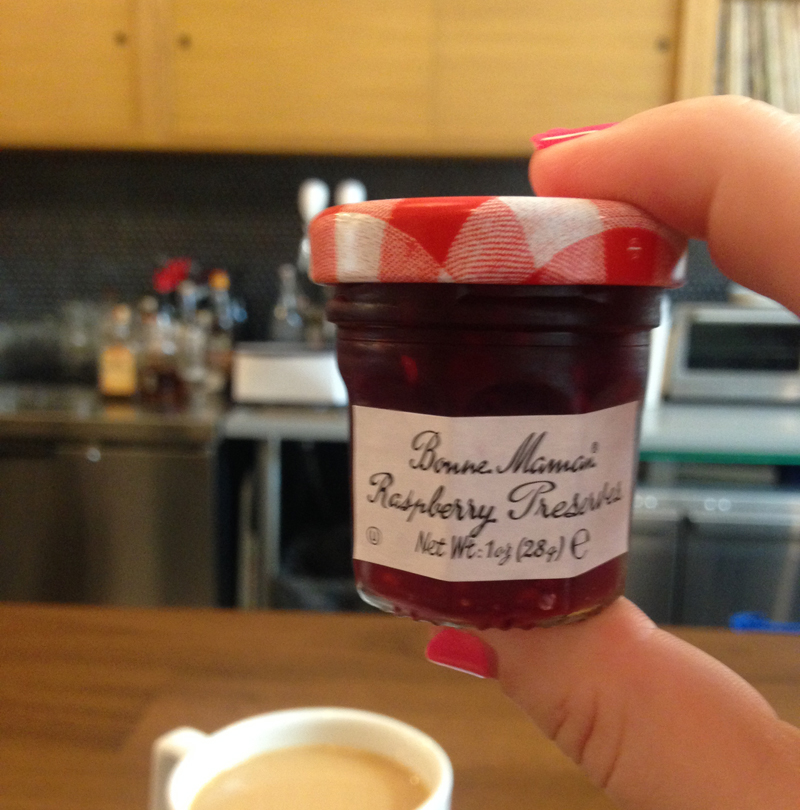 Bonne Maman®
Raspberry Preserves
U Net Wt: 1oz (28g) e